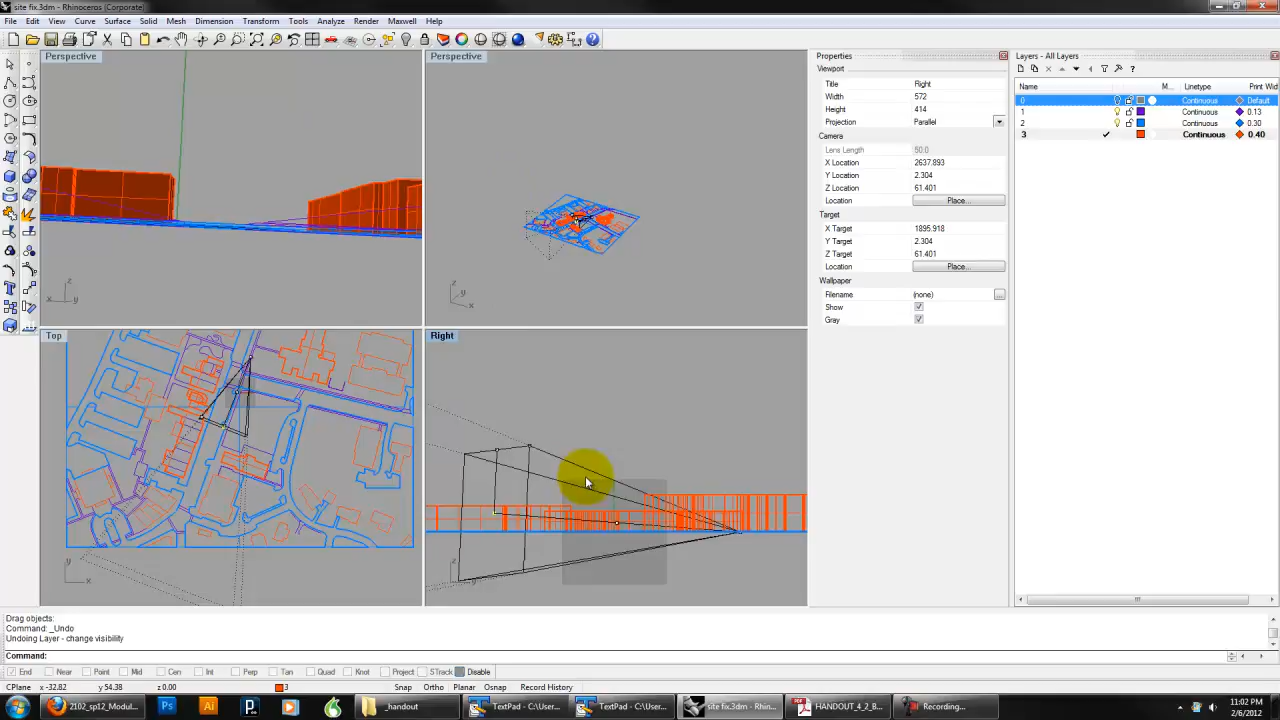 site fix.3dm - Rhinoceros (Corporate)
File Edit View Curve Surface Solid Mesh Dimension Transform Tools Analyze Render Maxwell Help
Perspective
Perspective
z
x y
z
y
x
Top
Right
y
x
z
y
Properties
Viewport
Title Right
Width 572
Height 414
Projection Parallel
Camera
Lens Length 50.0
X Location 2637.893
Y Location 2.304
Z Location 61.401
Location Place...
Target
X Target 1895.918
Y Target 2.304
Z Target 61.401
Location Place...
Wallpaper
Filename (none) ...
Show
Gray
Layers - All Layers
Name M... Linetype Print Wid
0 Continuous Default
1 Continuous 0.13
2 Continuous 0.30
3 Continuous 0.40
Drag objects:
Command: _Undo
Undoing Layer - change visibility
Command:
End Near Point Mid Cen Int Perp Tan Quad Knot Project STrack Disable
CPlane x -32.82 y 54.38 z 0.00 3 Snap Ortho Planar Osnap Record History
2102_sp12_Modul... Ps Ai _handout TextPad - C:\User... TextPad - C:\User... site fix.3dm - Rhin... HANDOUT_4_2_B... Recording... 11:02 PM
2/6/2012